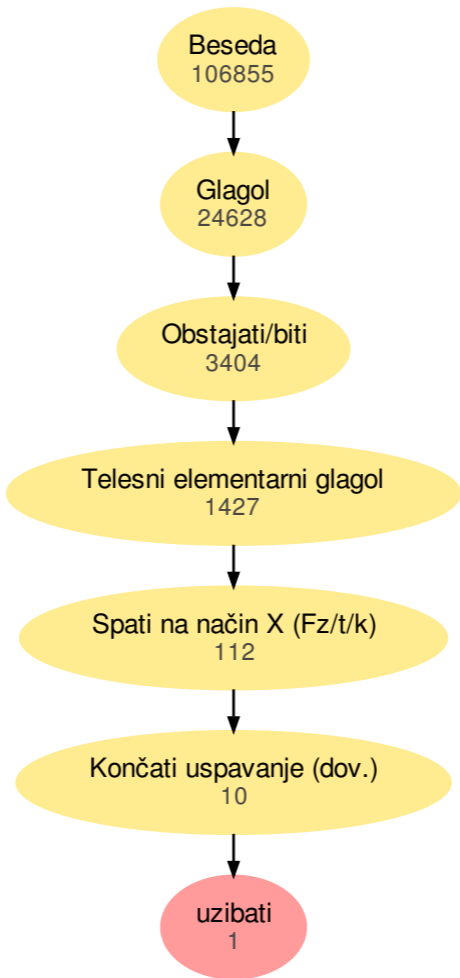 Beseda
106855
Glagol
24628
Obstajati/biti
3404
Telesni elementarni glagol
1427
Spati na način X (Fz/t/k)
112
Končati uspavanje (dov.)
10
uzibati
1